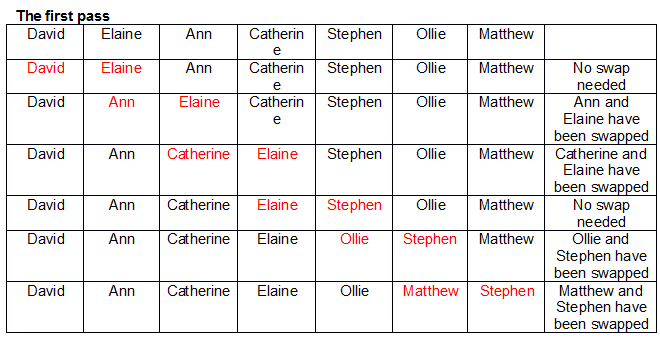 The first pass
David Elaine Ann Catherin Stephen Ollie Matthew
e
David Elaine Ann Catherin Stephen Ollie Matthew No swap
e needed
David Ann Elaine Catherin Stephen Ollie Matthew Ann and
e Elaine have
been swapped
David Ann Catherine Elaine Stephen Ollie Matthew Catherine and
Elaine have
been swapped
David Ann Catherine Elaine Stephen Ollie Matthew No swap
needed
David Ann Catherine Elaine Ollie Stephen Matthew Ollie and
Stephen have
been swapped
David Ann Catherine Elaine Ollie Matthew Stephen Matthew and
Stephen have
been swapped